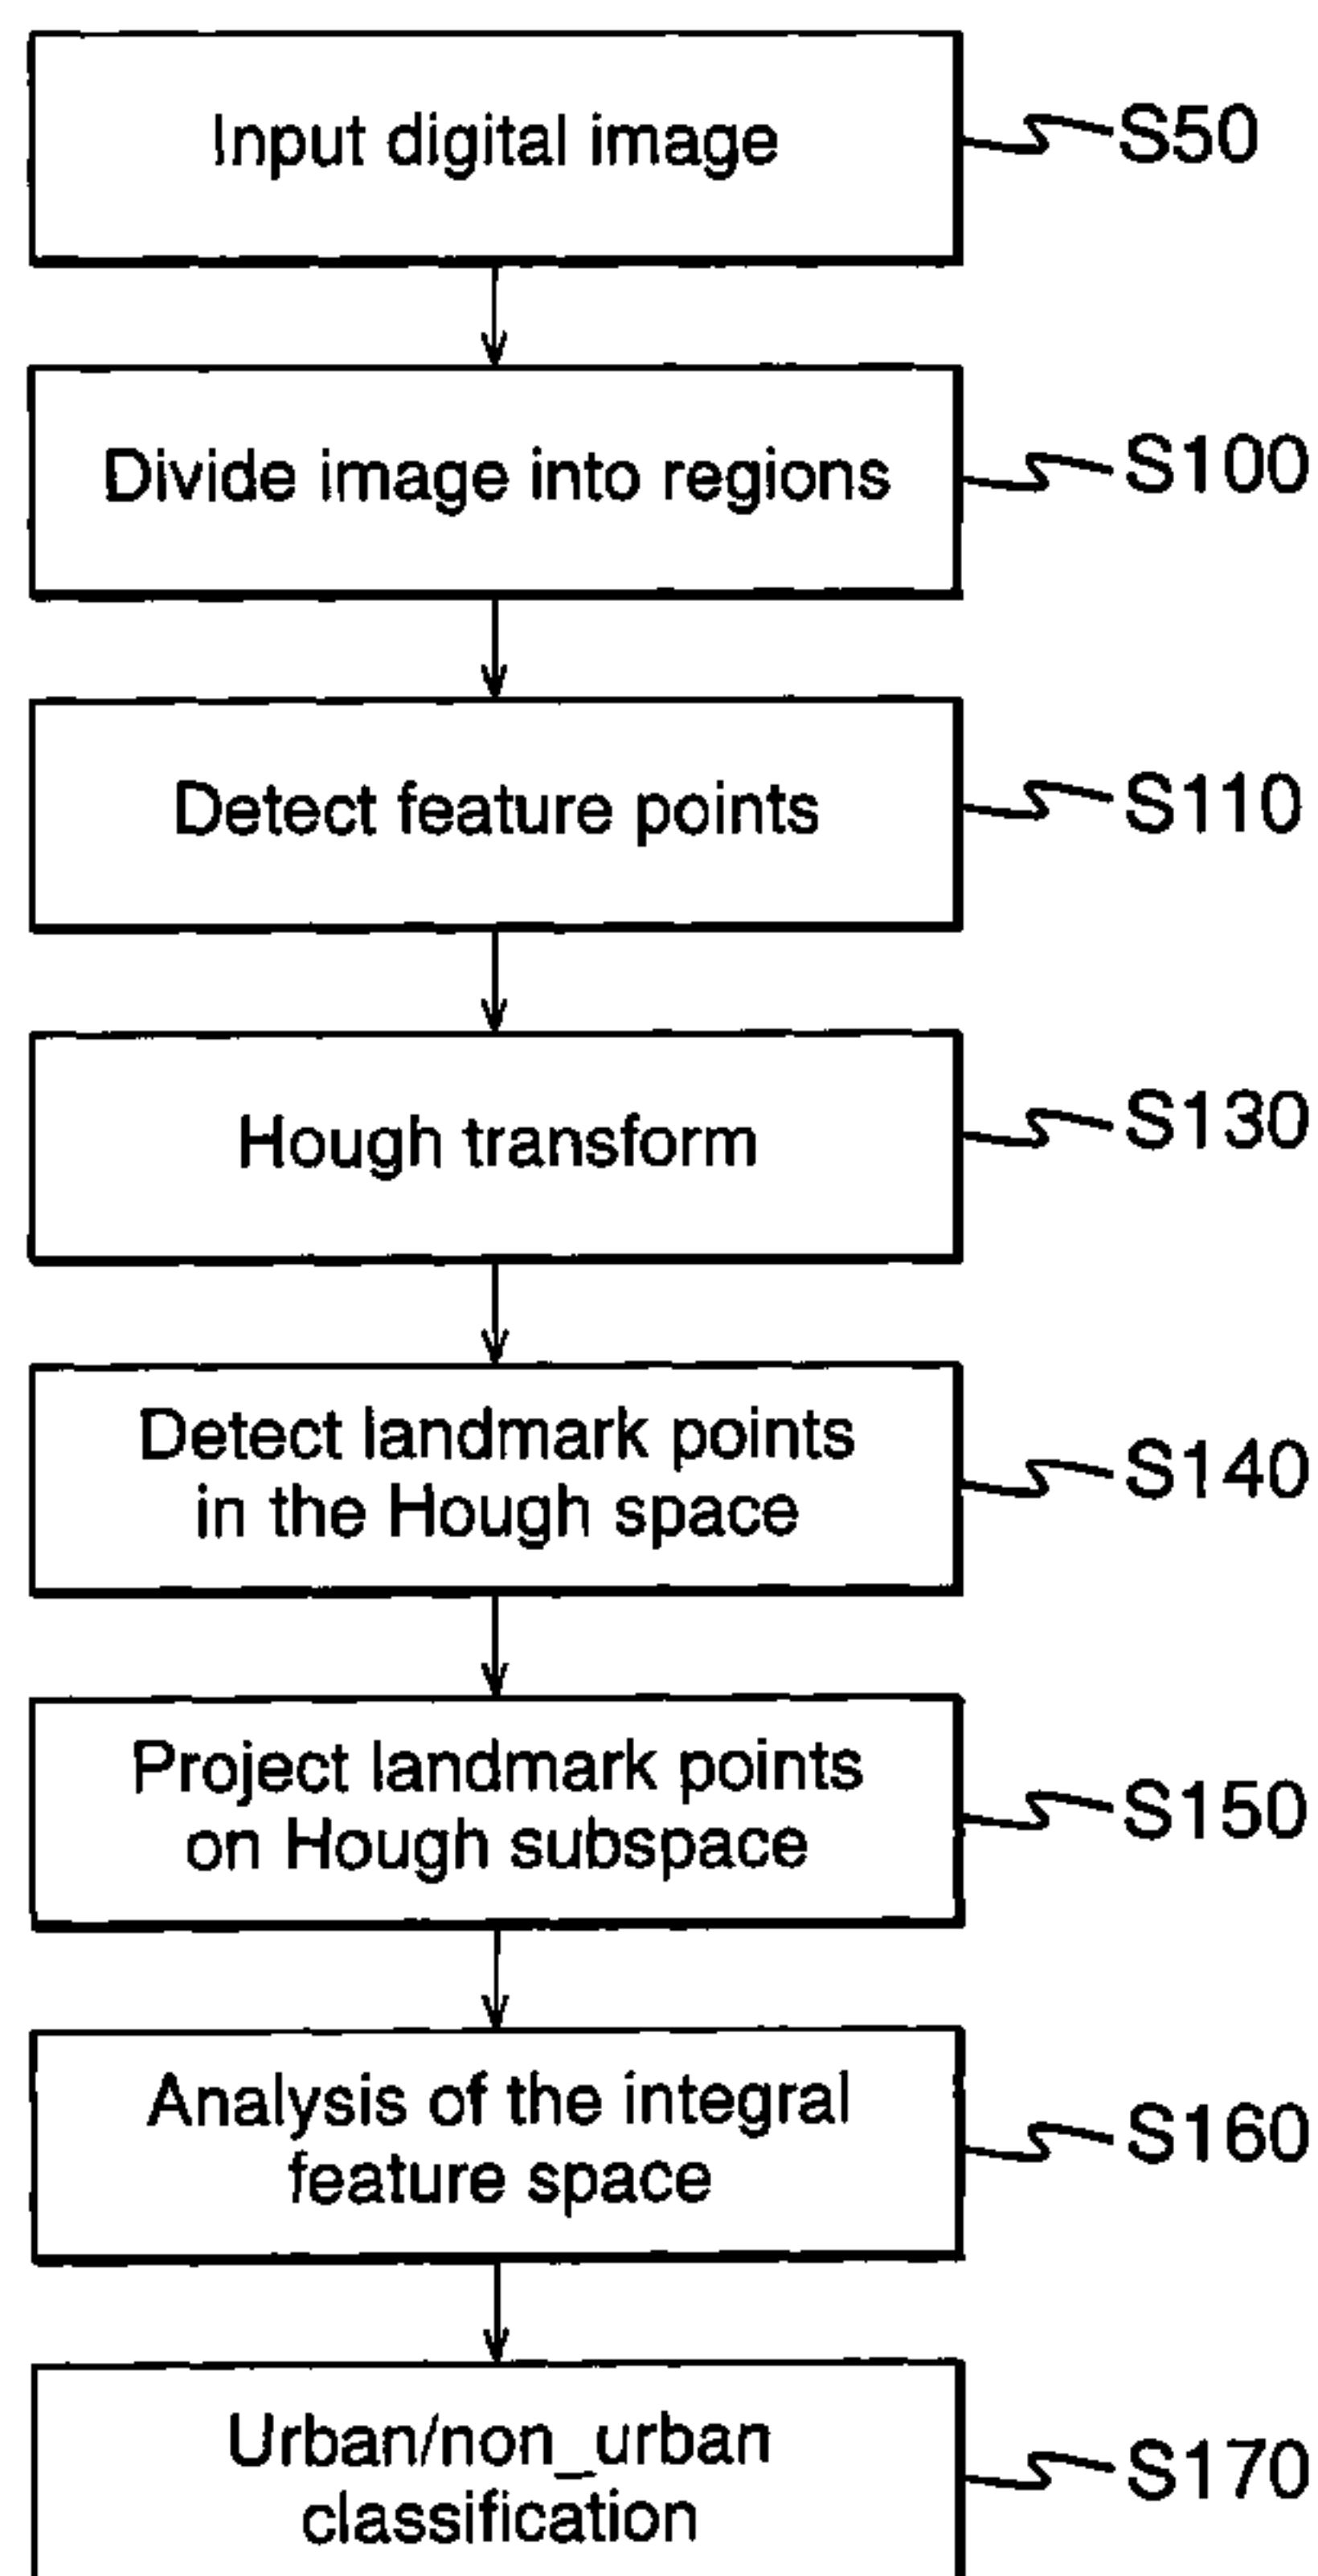 Input digital image
S50
Divide image into regions
S100
Detect feature points
S110
Hough transform
S130
Detect landmark points
in the Hough space
S140
Project landmark points
on Hough subspace
S150
Analysis of the integral
feature space
S160
Urban/non_urban
classification
S170